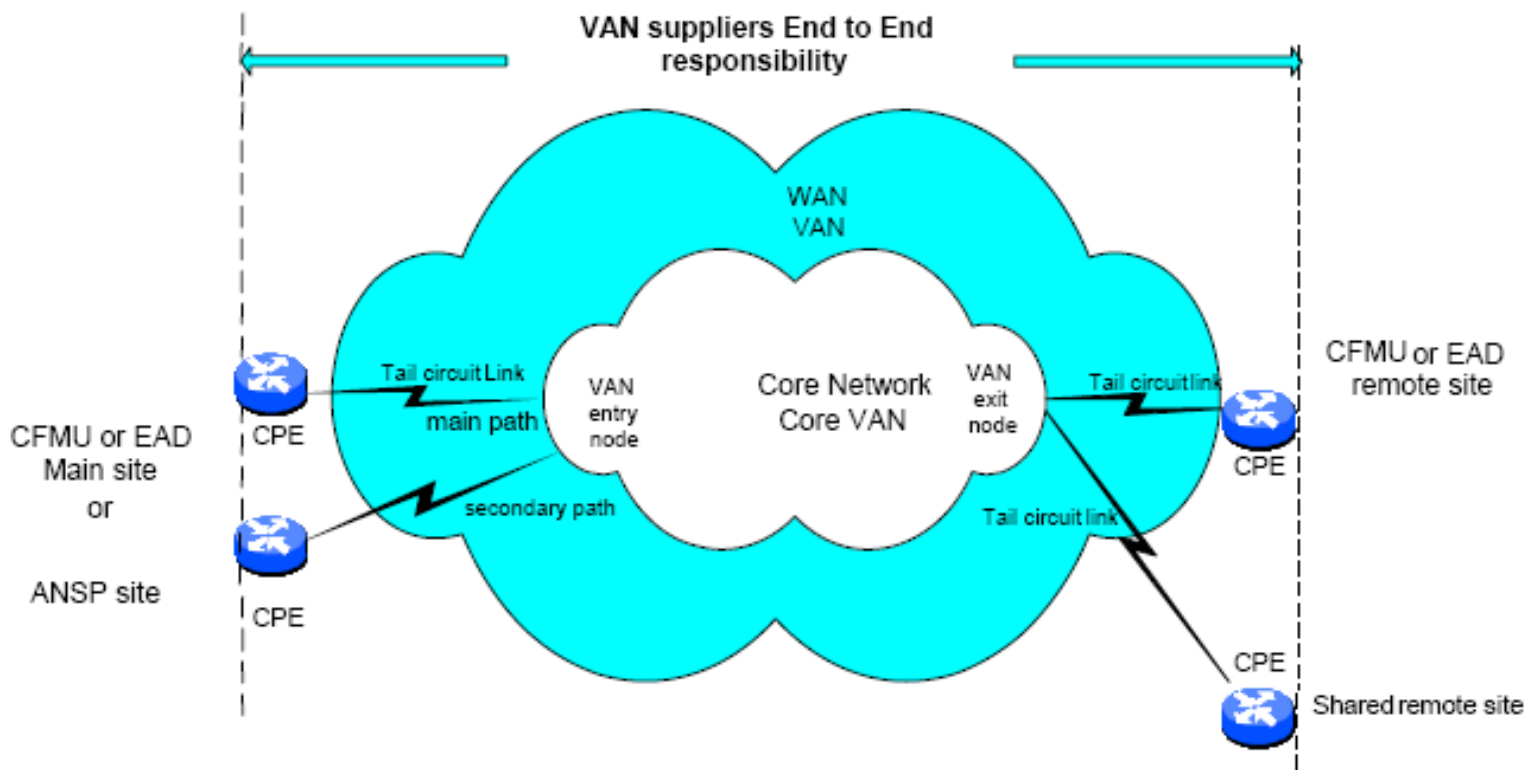 VAN suppliers End to End
responsibility
WAN
VAN
Tail circuit Link
main path
CPE
VAN
entry
node
Core Network
Core VAN
VAN
exit
node
Tail circuit link
CPE
CFMU or EAD
remote site
CFMU or EAD
Main site
or
ANSP site
secondary path
CPE
Tail circuit link
CPE
Shared remote site